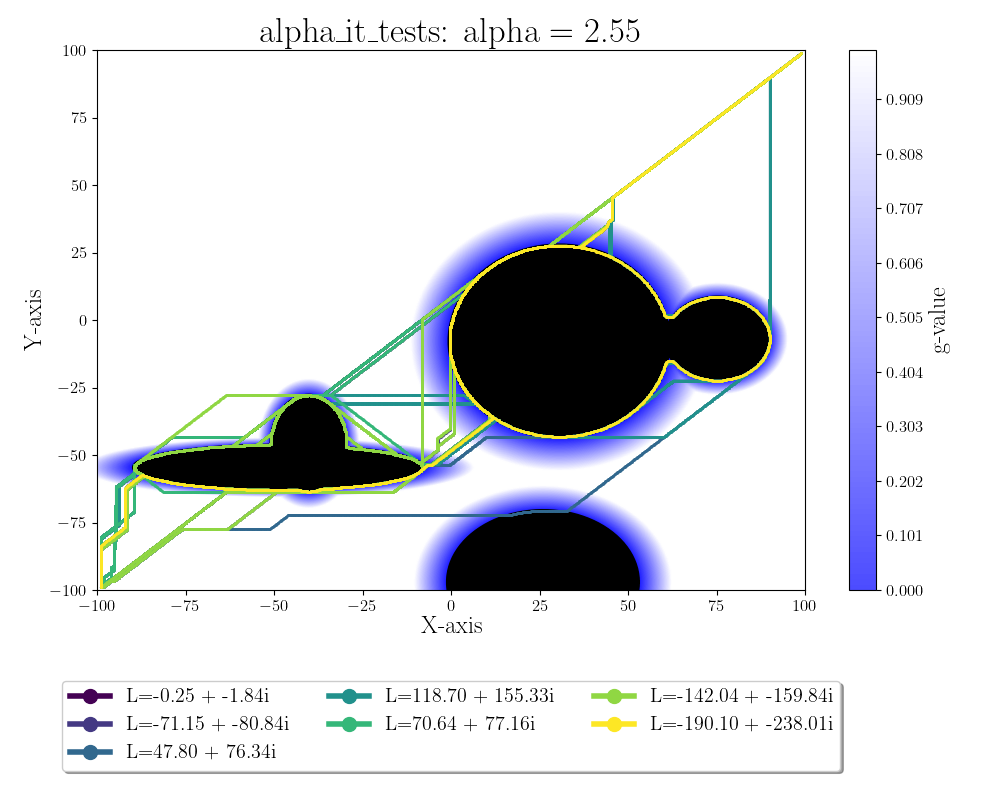 alpha_it_tests: alpha = 2.55
100
75
50
25
0
−25
−50
−75
−100
Y-axis
−100 −75 −50 −25 0 25 50 75 100
X-axis
0.909
0.808
0.707
0.606
0.505
0.404
0.303
0.202
0.101
0.000
g-value
L=-0.25 + -1.84i L=118.70 + 155.33i L=-142.04 + -159.84i
L=-71.15 + -80.84i L=70.64 + 77.16i L=-190.10 + -238.01i
L=47.80 + 76.34i